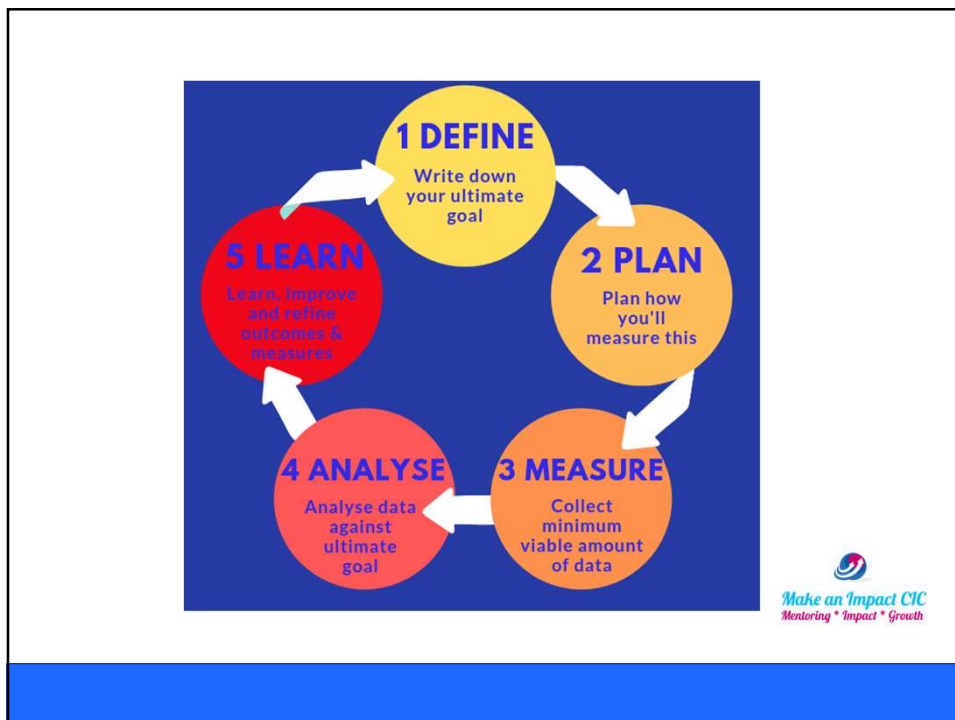 1 DEFINE
Write down
your ultimate
goal
2 PLAN
Plan how
you'll
measure this
3 MEASURE
Collect
minimum
viable amount
of data
4 ANALYSE
Analyse data
against
ultimate
goal
5 LEARN
Learn, improve
and refine
outcomes &
measures
Make an Impact CIC
Mentoring * Impact * Growth